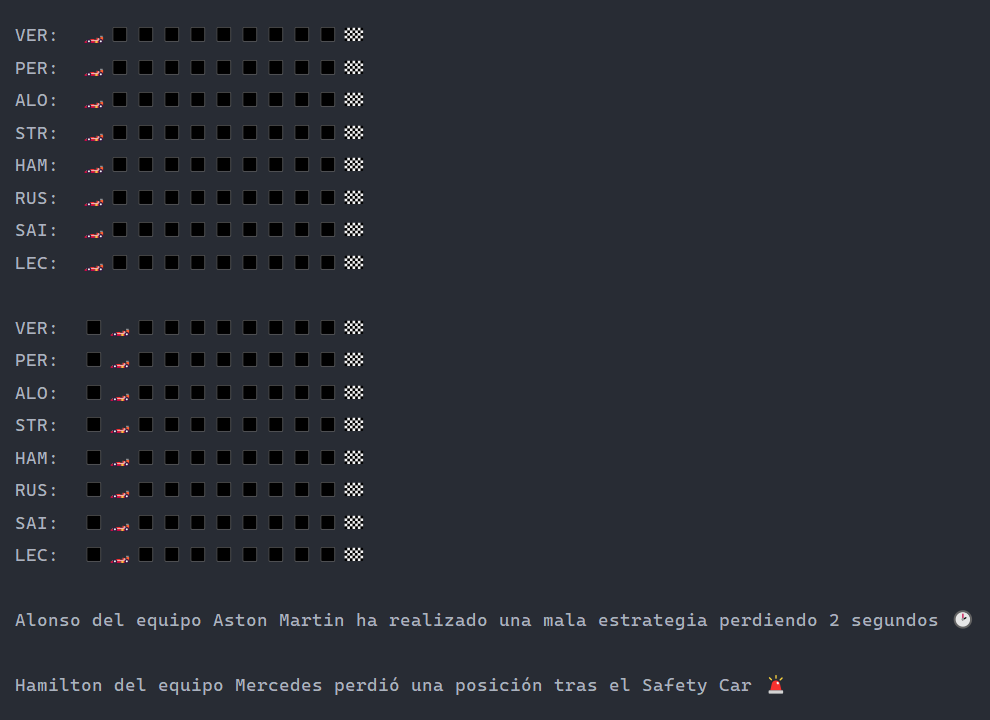 VER:
PER:
ALO:
STR:
HAM:
RUS:
SAI:
LEC:
VER:
PER:
ALO:
STR:
HAM:
RUS:
SAI:
LEC:
Alonso del equipo Aston Martin ha realizado una mala estrategia perdiendo 2 segundos
Hamilton del equipo Mercedes perdió una posición tras el Safety Car